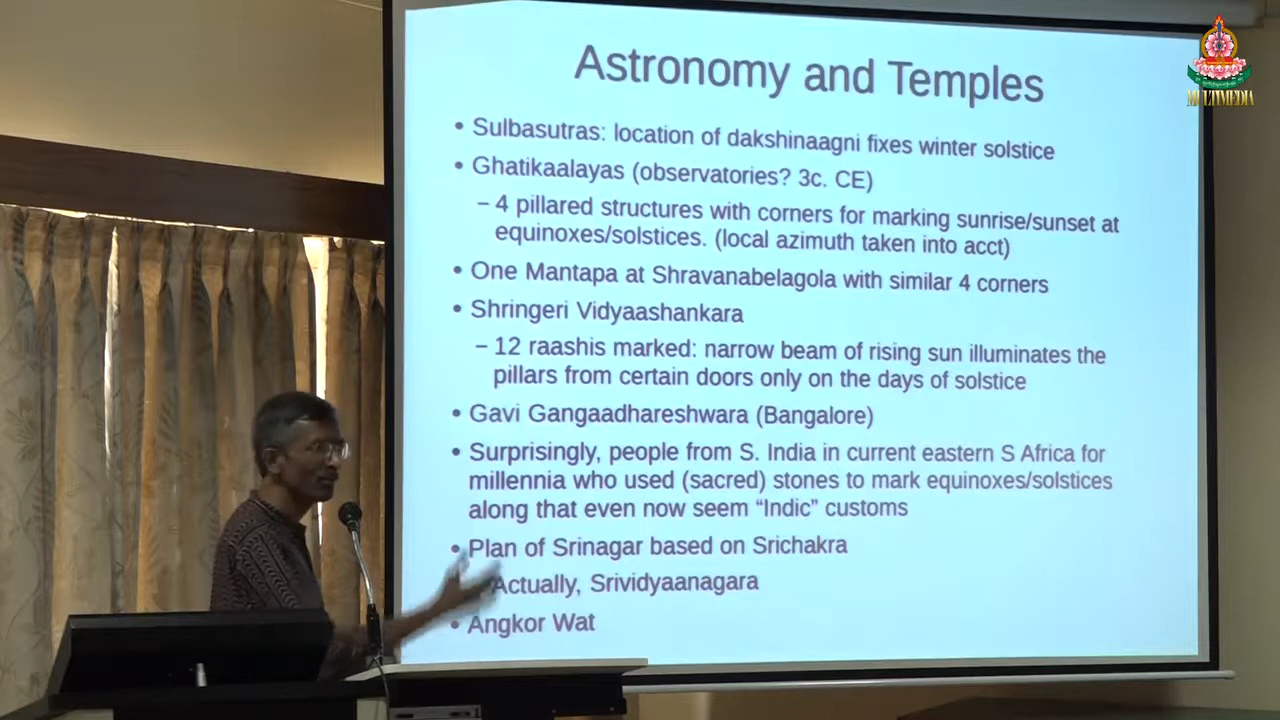 Astronomy and Temples
• Sulbasutras: location of dakshinaagni fixes winter solstice
• Ghatikaalayas (observatories? 3c. CE)
– 4 pillared structures with corners for marking sunrise/sunset at
equinoxes/solstices. (local azimuth taken into acct)
• One Mantapa at Shravanabelagola with similar 4 corners
• Shringeri Vidyaashankara
– 12 raashis marked: narrow beam of rising sun illuminates the
pillars from certain doors only on the days of solstice
• Gavi Gangaadhareshwara (Bangalore)
• Surprisingly, people from S. India in current eastern S Africa for
millennia who used (sacred) stones to mark equinoxes/solstices
along that even now seem “Indic” customs
• Plan of Srinagar based on Srichakra
Actually, Srividyaanagara
• Angkor Wat
MULTIMEDIA